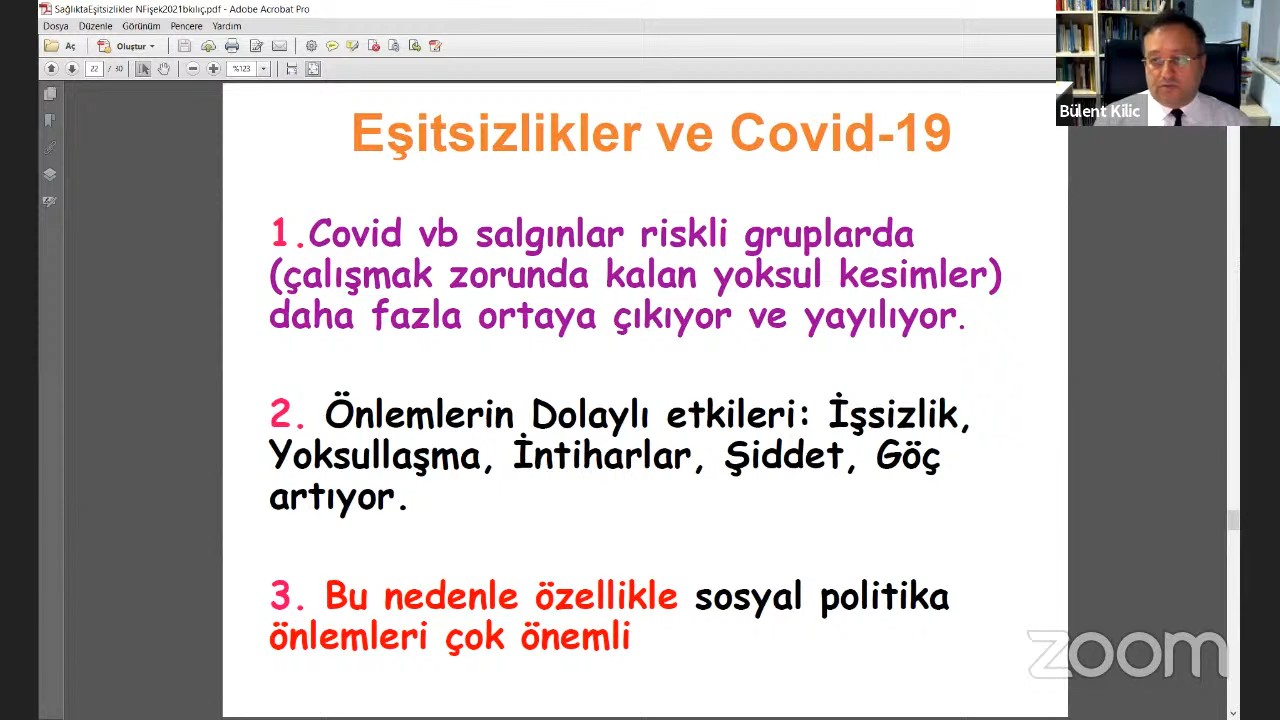 SağlıktaEşitsizlikler NFişek2021bkılıç.pdf - Adobe Acrobat Pro
Dosya Düzenle Görünüm Pencere Yardım
Aç Oluştur
22 / 30 %123
Bülent Kilic
Eşitsizlikler ve Covid-19
1.Covid vb salgınlar riskli gruplarda
(çalışmak zorunda kalan yoksul kesimler)
daha fazla ortaya çıkıyor ve yayılıyor.
2. Önlemlerin Dolaylı etkileri: İşsizlik,
Yoksullaşma, İntiharlar, Şiddet, Göç
artıyor.
3. Bu nedenle özellikle sosyal politika
önlemleri çok önemli
zoom